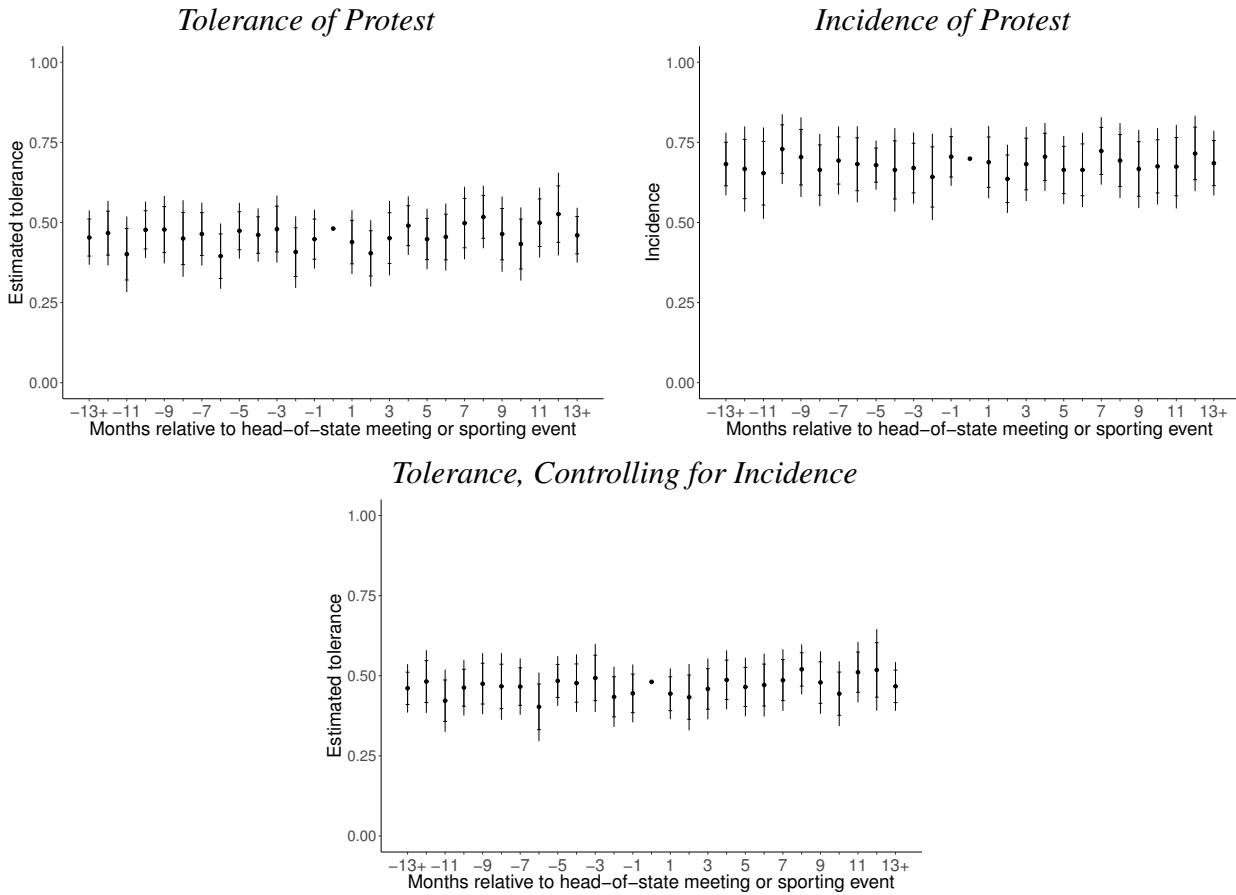 Tolerance of Protest
1.00
0.75
0.50
0.25
0.00
Estimated tolerance
−13+ −11 −9 −7 −5 −3 −1 1 3 5 7 9 11 13+
Months relative to head−of−state meeting or sporting event
Incidence of Protest
1.00
0.75
0.50
0.25
0.00
Incidence
−13+ −11 −9 −7 −5 −3 −1 1 3 5 7 9 11 13+
Months relative to head−of−state meeting or sporting event
Tolerance, Controlling for Incidence
1.00
0.75
0.50
0.25
0.00
Estimated tolerance
−13+ −11 −9 −7 −5 −3 −1 1 3 5 7 9 11 13+
Months relative to head−of−state meeting or sporting event